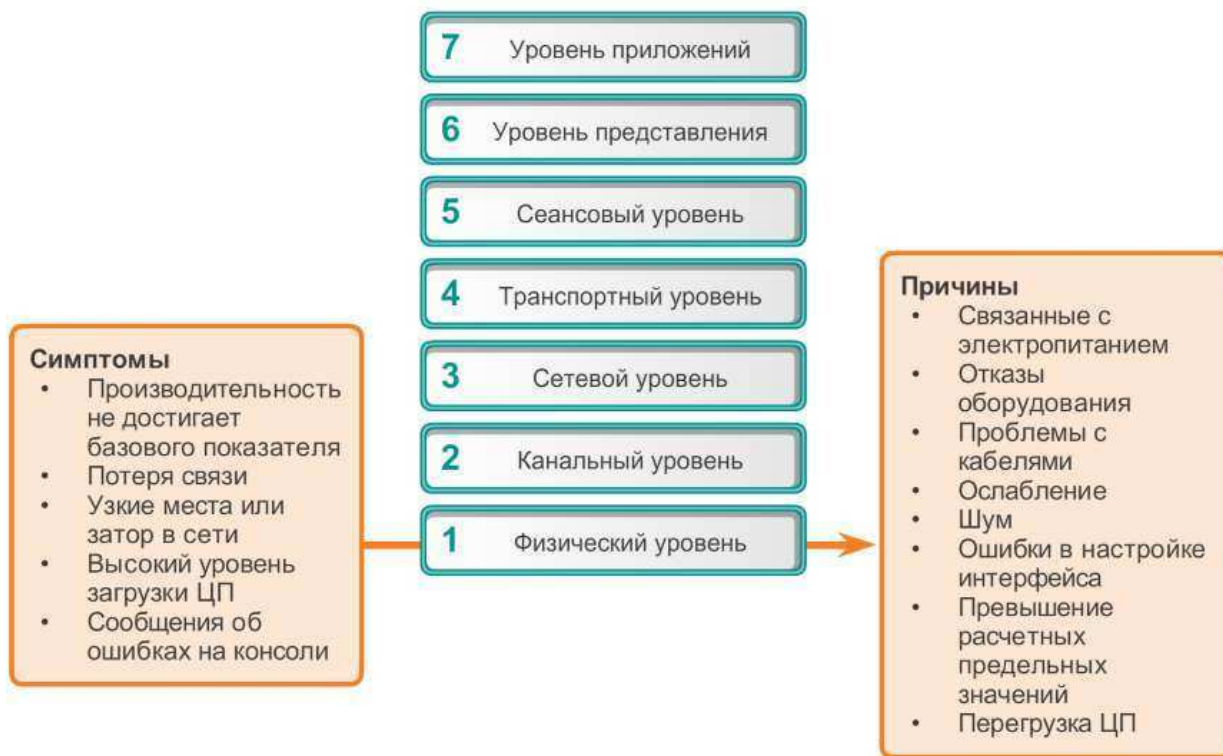 7 Уровень приложений
6 Уровень представления
5 Сеансовый уровень
4 Транспортный уровень
3 Сетевой уровень
2 Канальный уровень
1 Физический уровень
Симптомы
• Производительность
не достигает
базового показателя
• Потеря связи
• Узкие места или
затор в сети
• Высокий уровень
загрузки ЦП
• Сообщения об
ошибках на консоли
Причины
• Связанные с
электропитанием
• Отказы
оборудования
• Проблемы с
кабелями
• Ослабление
• Шум
• Ошибки в настройке
интерфейса
• Превышение
расчетных
предельных
значений
• Перегрузка ЦП